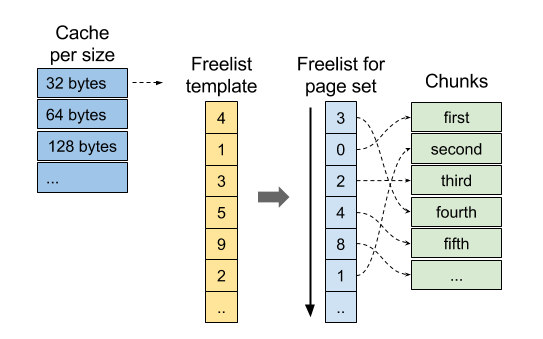 Cache
per size
32 bytes
64 bytes
128 bytes
...
Freelist
template
4
1
3
5
9
2
..
Freelist for
page set
3
0
2
4
8
1
..
Chunks
first
second
third
fourth
fifth
...